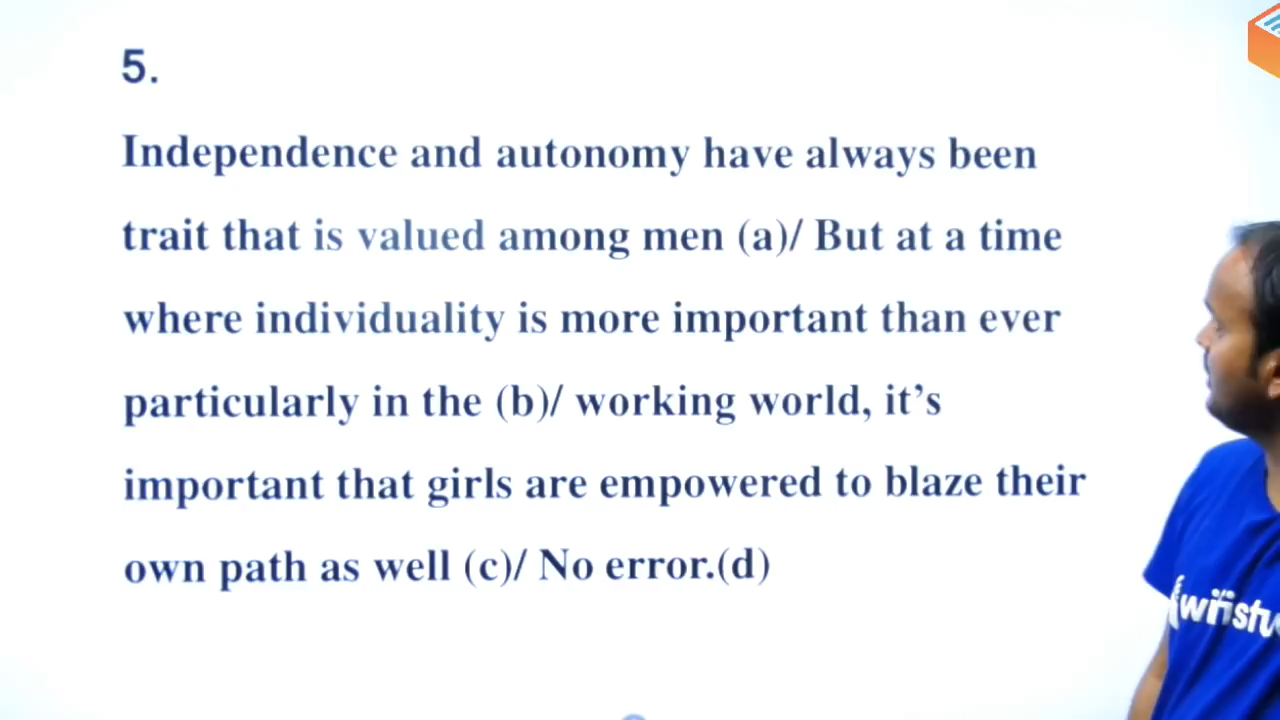 5.
Independence and autonomy have always been
trait that is valued among men (a)/ But at a time
where individuality is more important than ever
particularly in the (b)/ working world, it’s
important that girls are empowered to blaze their
own path as well (c)/ No error.(d)